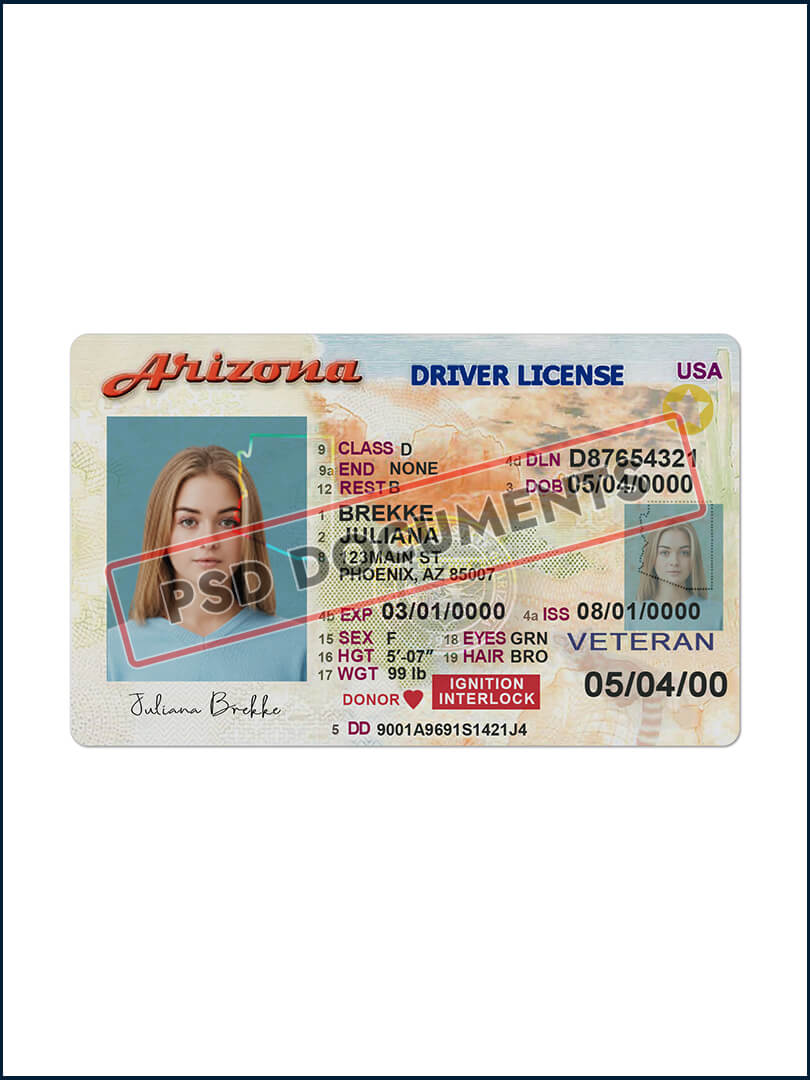 Arizona
DRIVER LICENSE
USA
9 CLASS D
9a END NONE
12 REST B
4d DLN D87654321
3 DOB 05/04/0000
1 BREKKE
2 JULIANA
8 123MAIN ST
PHOENIX, AZ 85007
PSD DOCUMENTS
4b EXP 03/01/0000
4a ISS 08/01/0000
15 SEX F
18 EYES GRN
VETERAN
16 HGT 5'-07"
19 HAIR BRO
17 WGT 99 lb
05/04/00
DONOR
IGNITION
INTERLOCK
Juliana Brekke
5 DD 9001A9691S1421J4